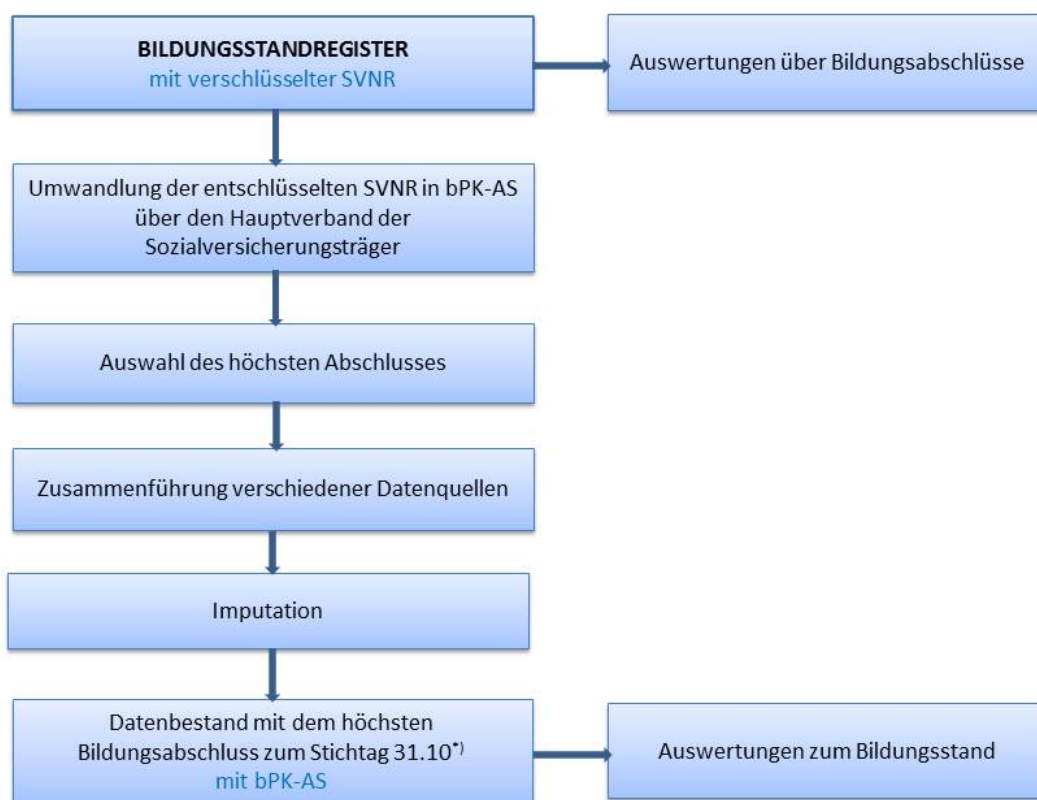 BILDUNGSSTANDREGISTER
mit verschlüsselter SVNR
Auswertungen über Bildungsabschlüsse
Umwandlung der entschlüsselten SVNR in bPK-AS
über den Hauptverband der
Sozialversicherungsträger
Auswahl des höchsten Abschlusses
Zusammenführung verschiedener Datenquellen
Imputation
Datenbestand mit dem höchsten
Bildungsabschluss zum Stichtag 31.10*)
mit bPK-AS
Auswertungen zum Bildungsstand